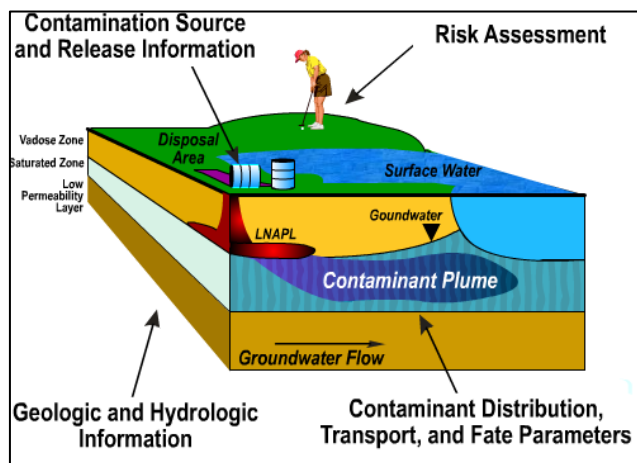 Contamination Source
and Release Information
Risk Assessment
Vadose Zone
Saturated Zone
Low
Permeability
Layer
Disposal
Area
Surface Water
LNAPL
Goundwater
Contaminant Plume
Groundwater Flow
Geologic and Hydrologic
Information
Contaminant Distribution,
Transport, and Fate Parameters